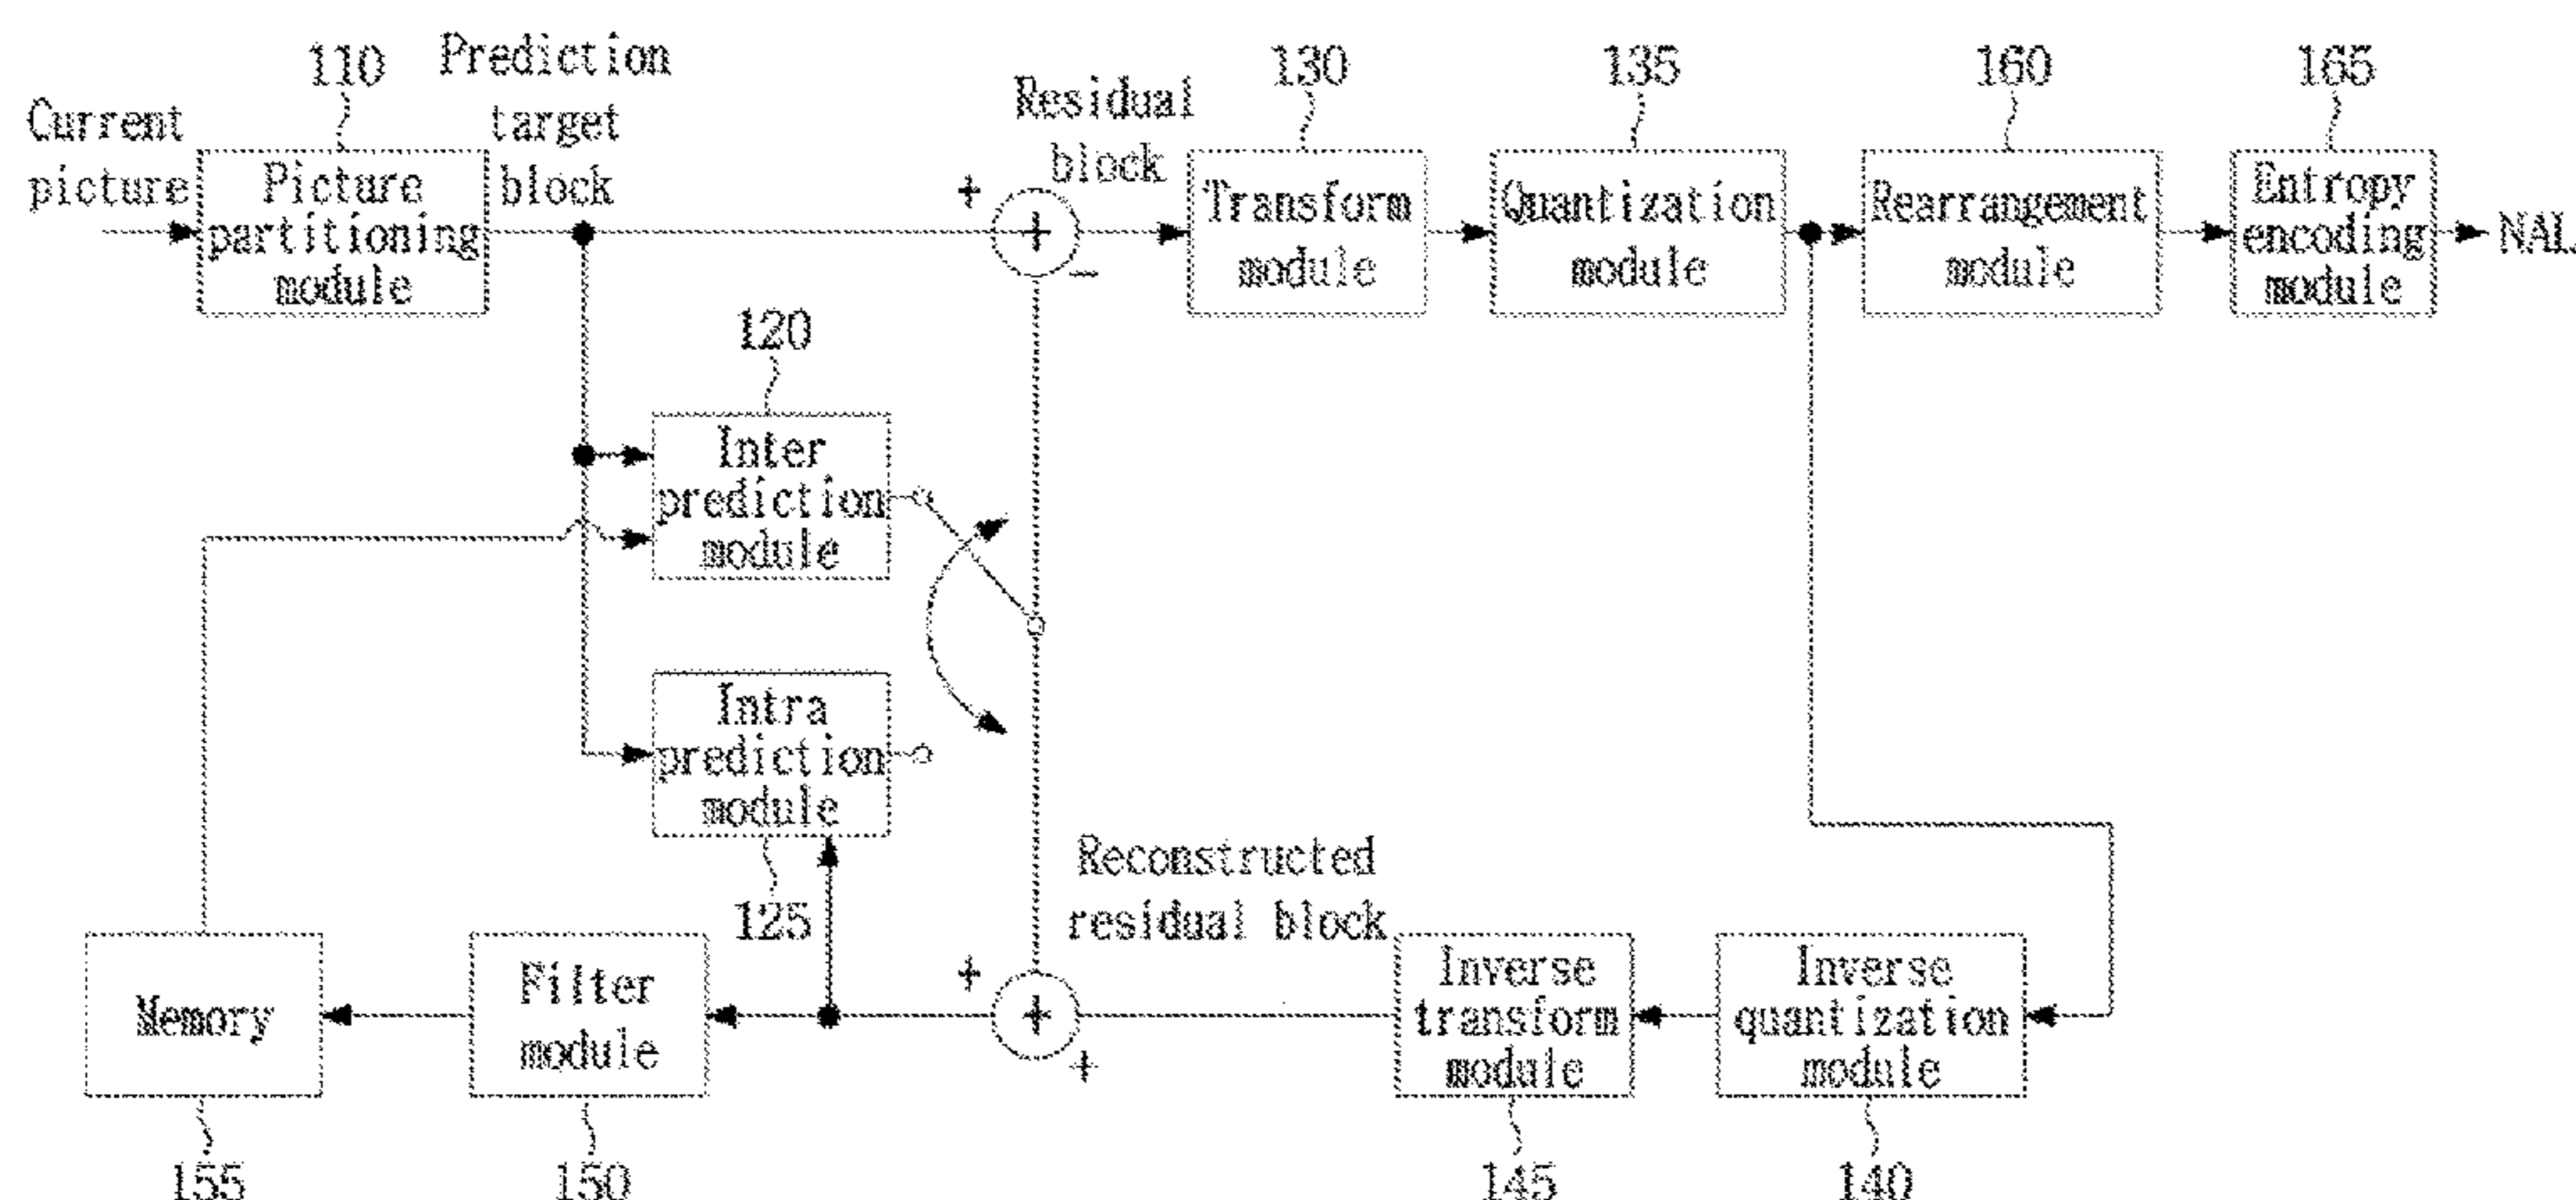 110
Prediction
target
block
Current
picture
Picture
partitioning
module
Residual
block
130
Transform
module
135
Quantization
module
160
Rearrangement
module
165
Entropy
encoding
module
NAL
+
+
−
120
Inter
prediction
module
Intra
prediction
module
125
Reconstructed
residual block
Memory
155
Filter
module
150
+
+
+
Inverse
transform
module
145
Inverse
quantization
module
140